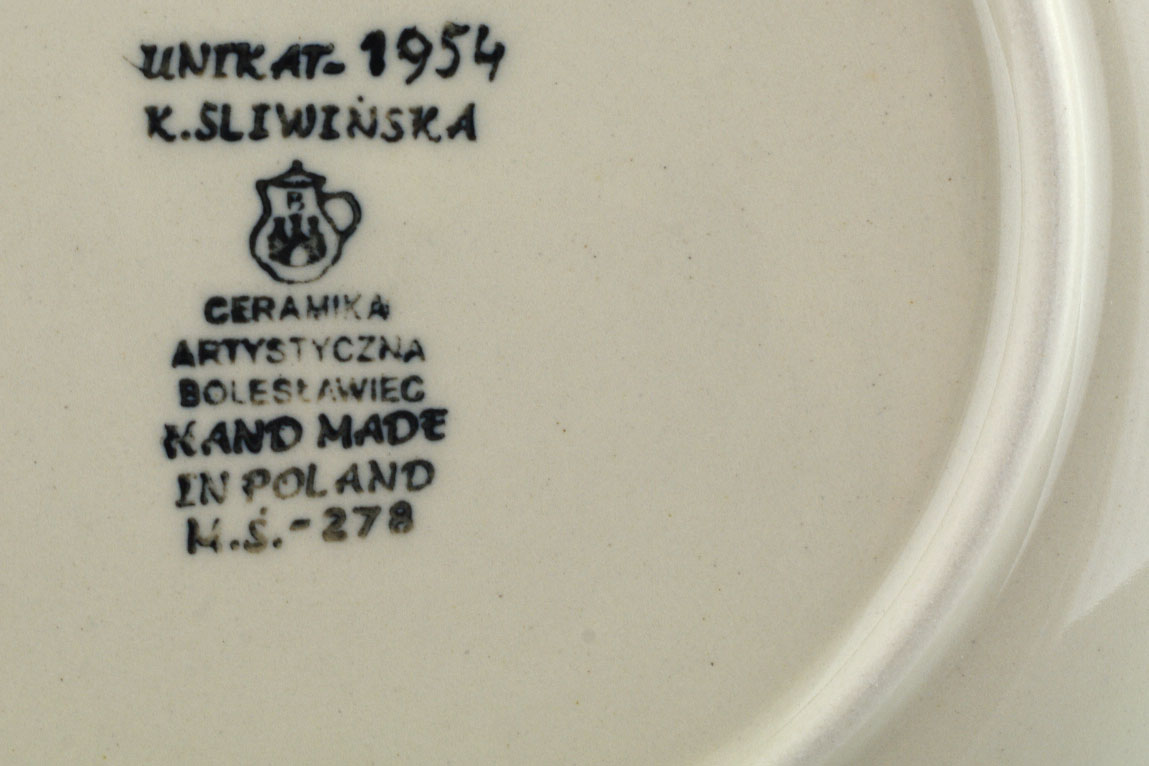 UNIKAT-1954
K.SLIWIŃSKA
B
CERAMIKA
ARTYSTYCZNA
BOLESŁAWIEC
HAND MADE
IN POLAND
M.Ś.-278